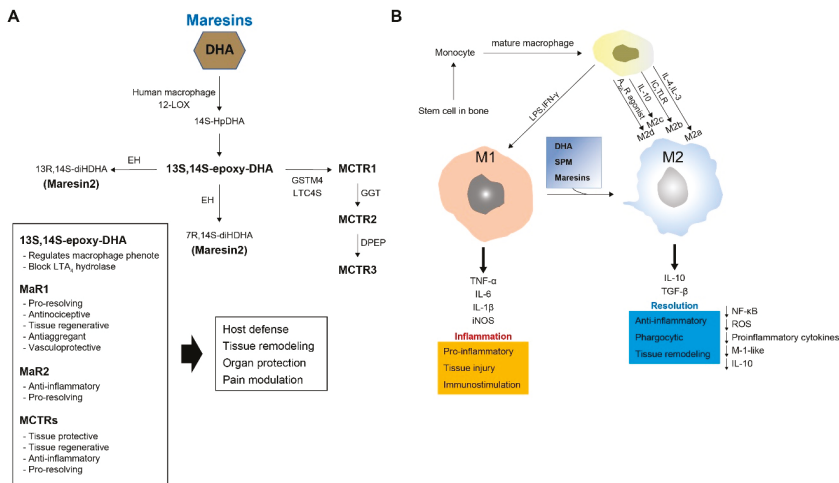 A
Maresins
DHA
Human macrophage
12-LOX
14S-HpDHA
13R,14S-diHDHA
(Maresin2)
EH
13S,14S-epoxy-DHA
GSTM4
LTC4S
MCTR1
GGT
MCTR2
DPEP
MCTR3
EH
7R,14S-diHDHA
(Maresin2)
13S,14S-epoxy-DHA
- Regulates macrophage phenote
- Block LTA4 hydrolase
MaR1
- Pro-resolving
- Antinociceptive
- Tissue regenerative
- Antiaggregant
- Vasculoprotective
MaR2
- Anti-inflammatory
- Pro-resolving
MCTRs
- Tissue protective
- Tissue regenerative
- Anti-inflammatory
- Pro-resolving
Host defense
Tissue remodeling
Organ protection
Pain modulation
B
Monocyte
mature macrophage
Stem cell in bone
LPS,IFN-γ
R agonist
IL-10
IC,TLR
IL-4,IL-3
M2d
M2c
M2b
M2a
M1
DHA
SPM
Maresins
M2
TNF-α
IL-6
IL-1β
iNOS
Inflammation
Pro-inflammatory
Tissue injury
Immunostimulation
IL-10
TGF-β
Resolution
Anti-inflammatory
Phargocytic
Tissue remodeling
↓ NF-κB
↓ ROS
↓ Proinflammatory cytokines
↓ M-1-like
↓ IL-10